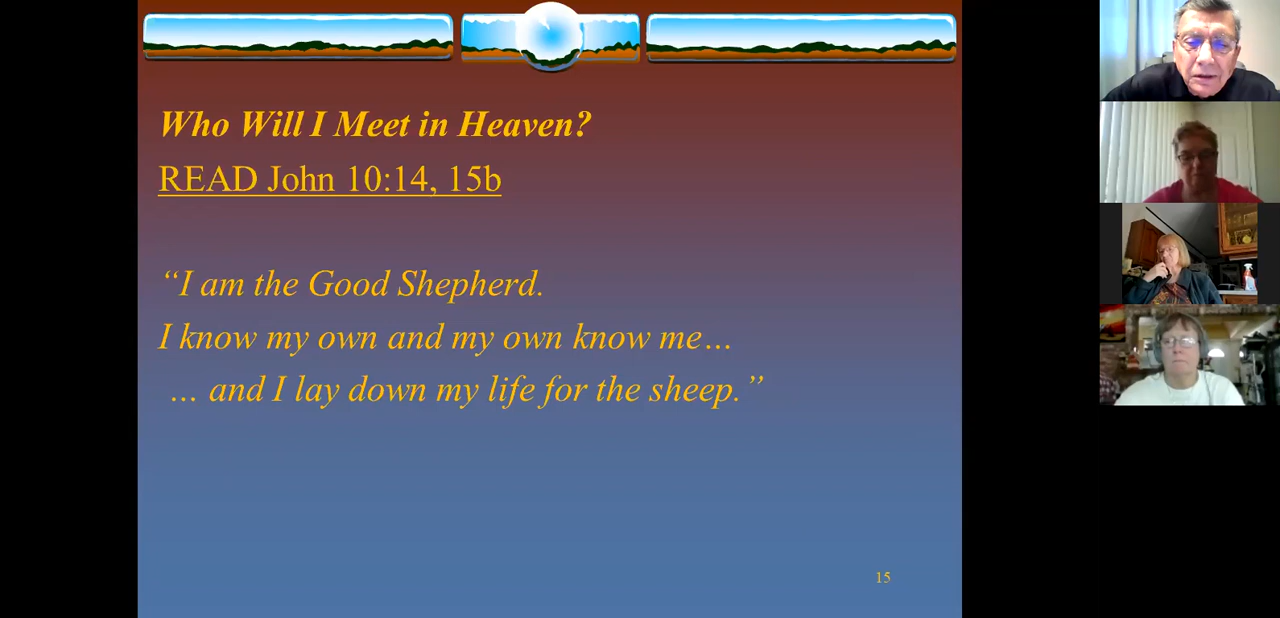 Who Will I Meet in Heaven?
READ John 10:14, 15b
“I am the Good Shepherd.
I know my own and my own know me…
… and I lay down my life for the sheep.”
15